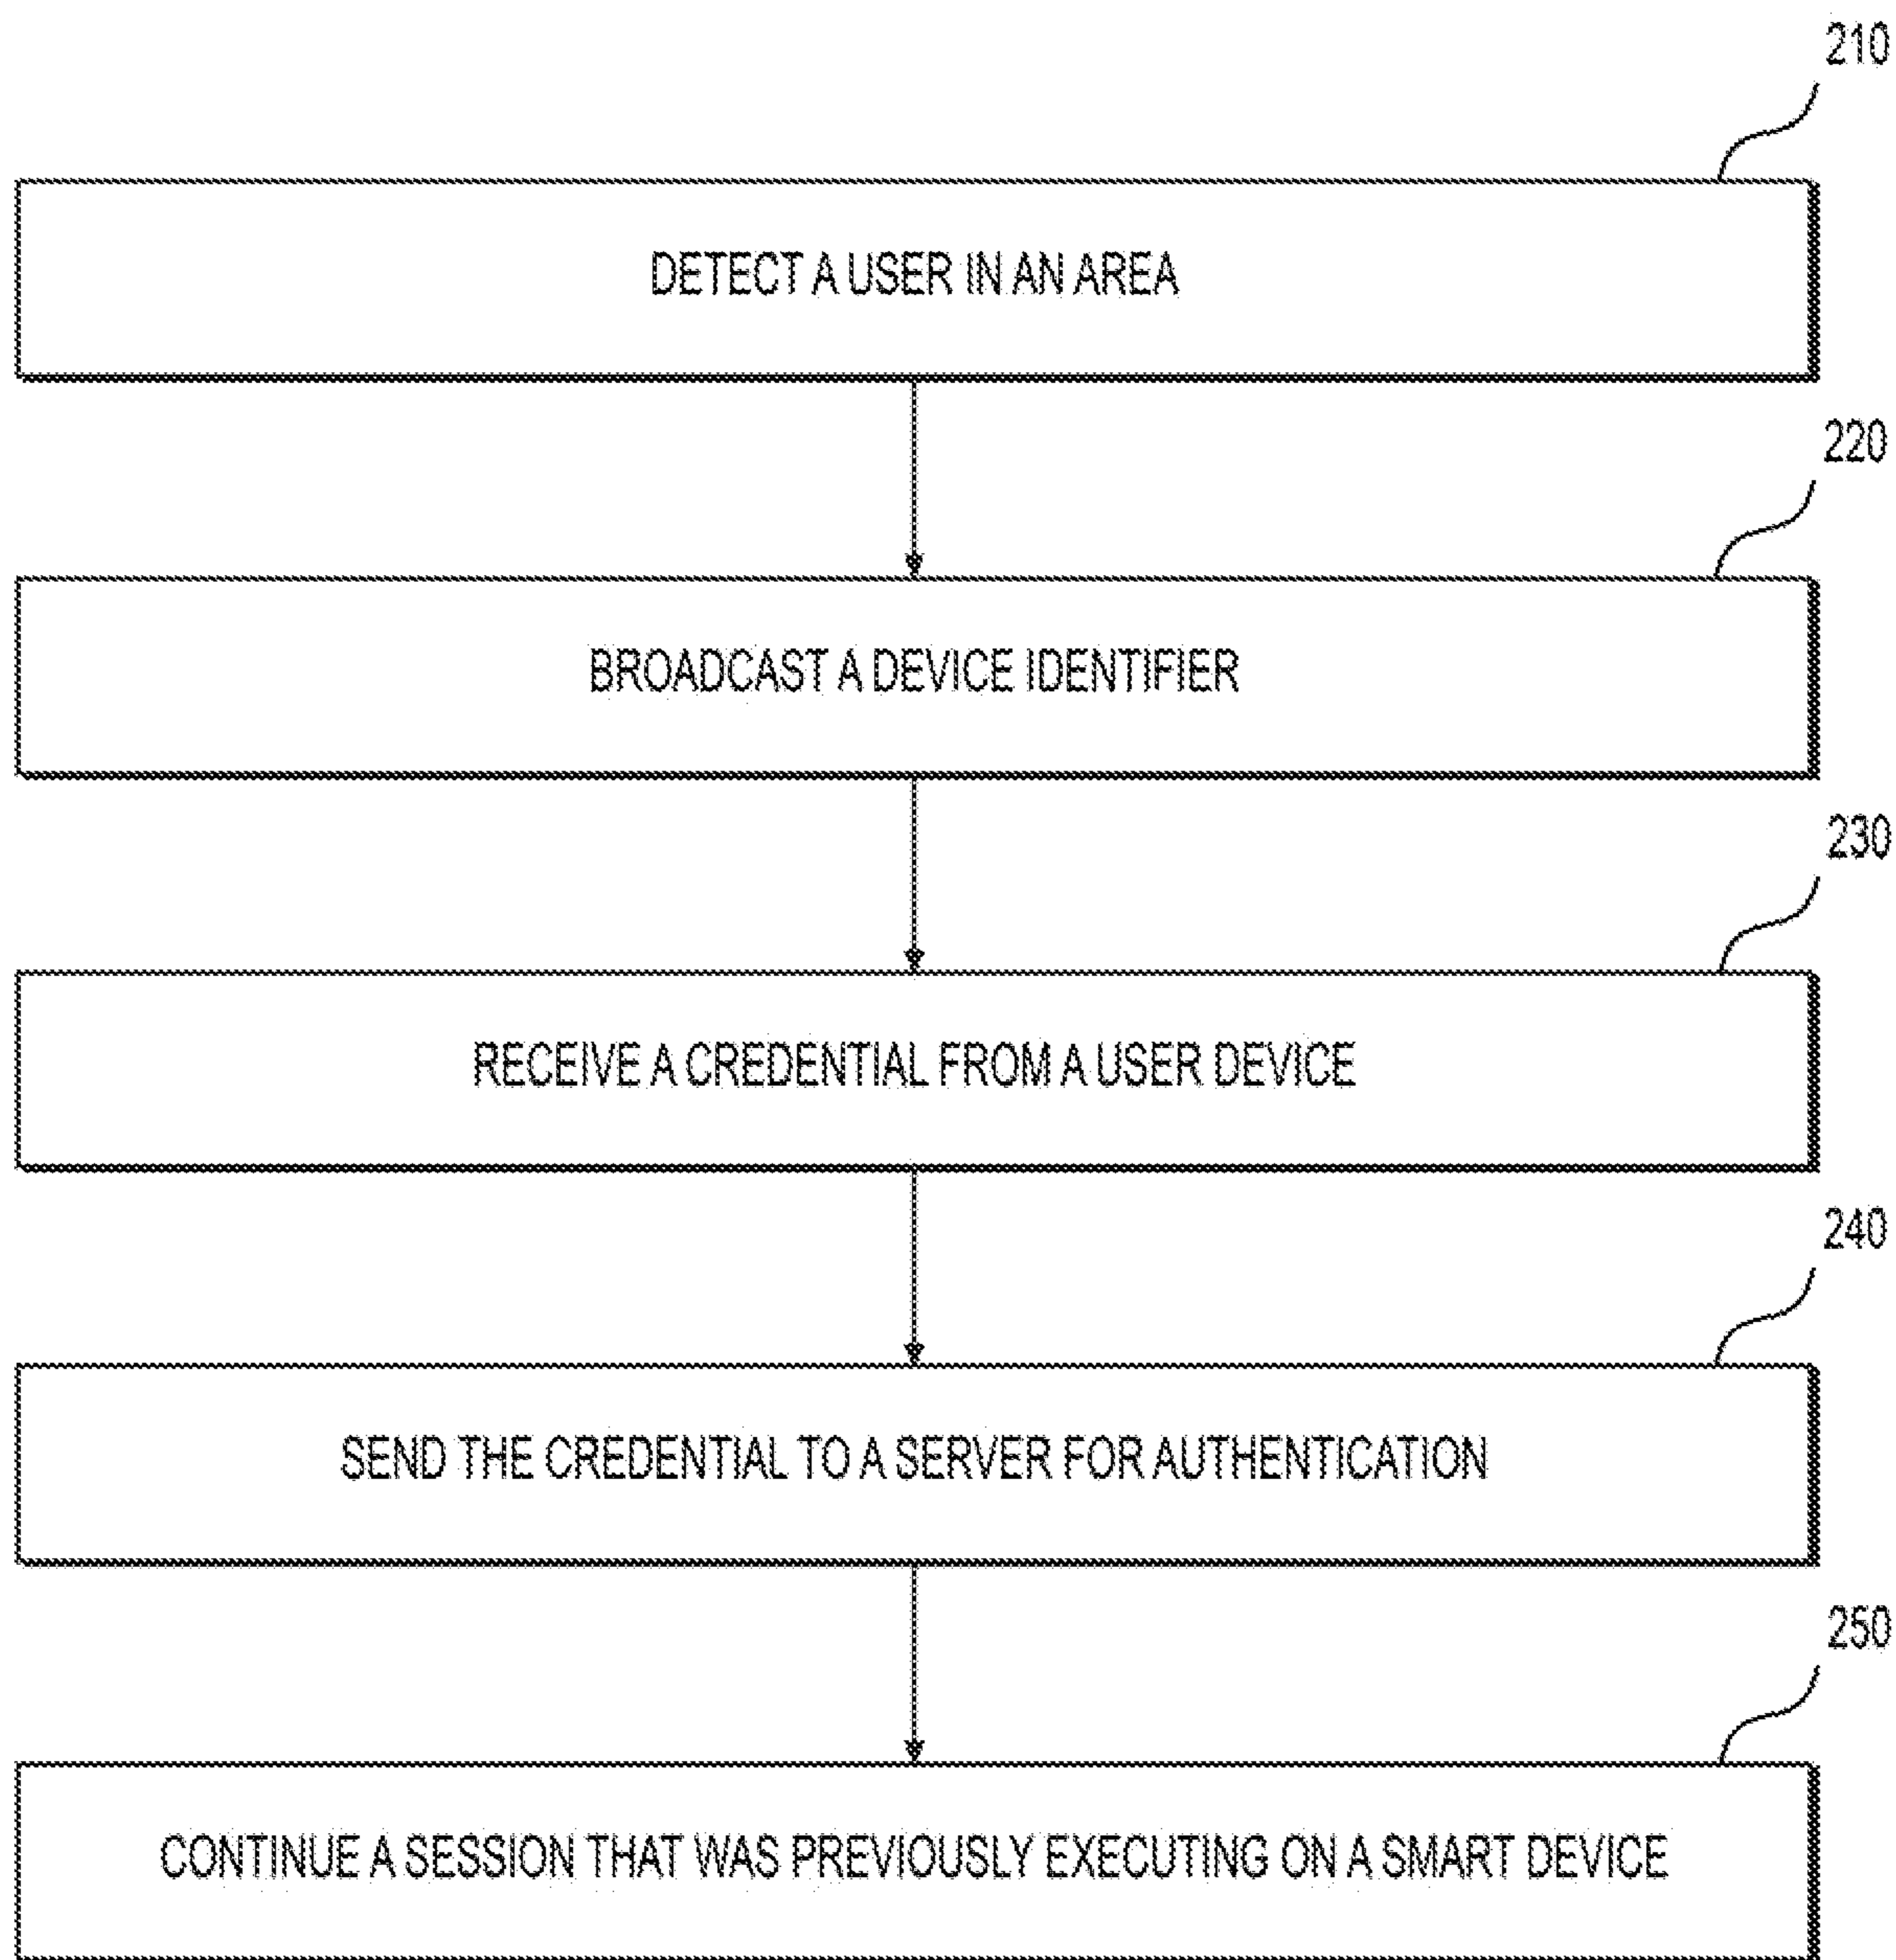 210
DETECT A USER IN AN AREA
220
BROADCAST A DEVICE IDENTIFIER
230
RECEIVE A CREDENTIAL FROM A USER DEVICE
240
SEND THE CREDENTIAL TO A SERVER FOR AUTHENTICATION
250
CONTINUE A SESSION THAT WAS PREVIOUSLY EXECUTING ON A SMART DEVICE